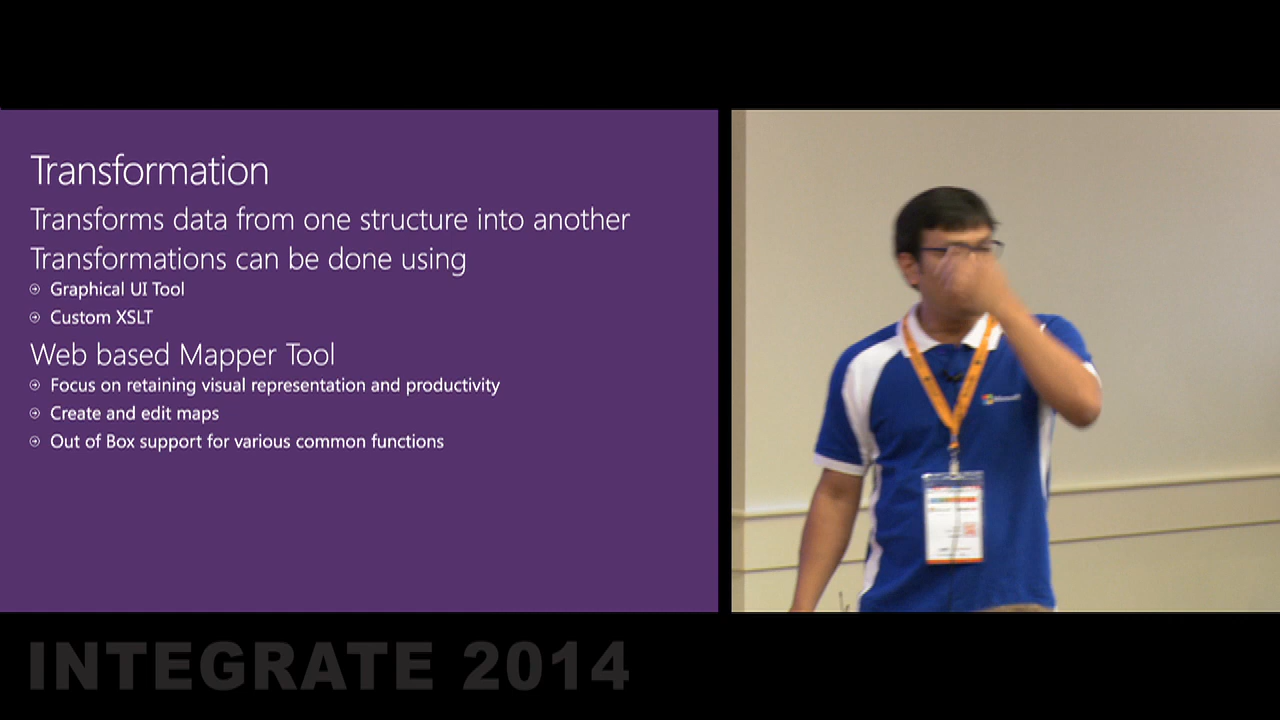 Transformation
Transforms data from one structure into another
Transformations can be done using
Graphical UI Tool
Custom XSLT
Web based Mapper Tool
Focus on retaining visual representation and productivity
Create and edit maps
Out of Box support for various common functions
Microsoft
INTEGRATE 2014